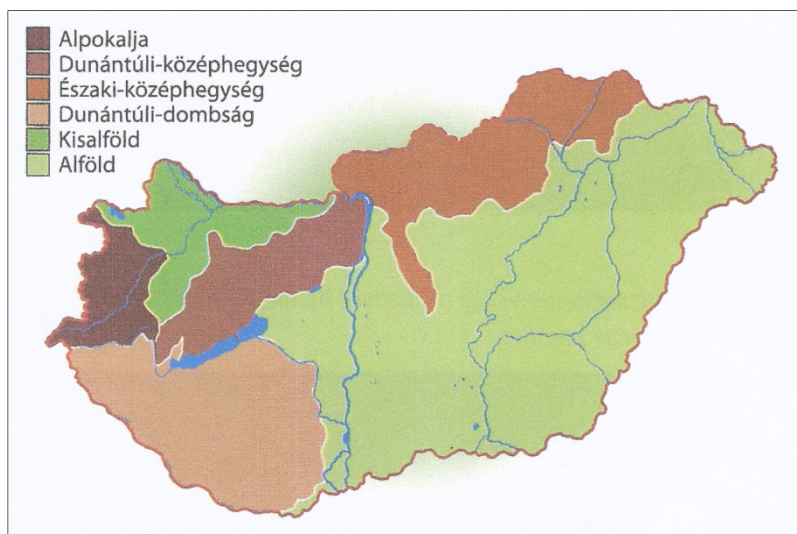 Alpokalja
Dunántúli-középhegység
Északi-középhegység
Dunántúli-dombság
Kisalföld
Alföld